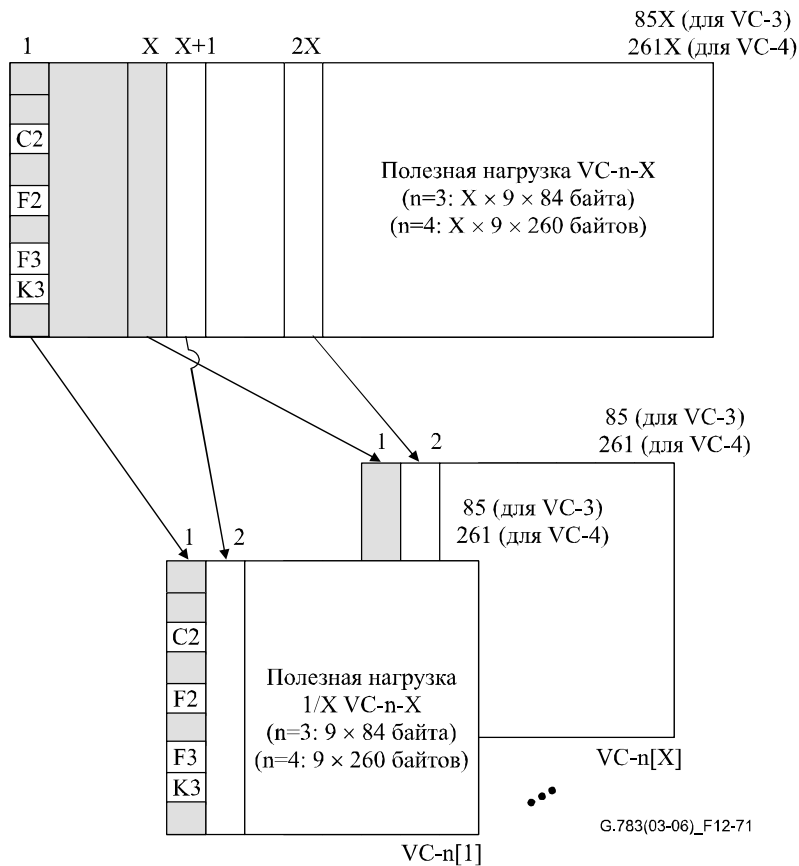 85X (для VC-3)
1 X X+1 2X 261X (для VC-4)
C2
F2
F3
K3
Полезная нагрузка VC-n-X
(n=3: X × 9 × 84 байта)
(n=4: X × 9 × 260 байтов)
85 (для VC-3)
1 2 261 (для VC-4)
85 (для VC-3)
261 (для VC-4)
1 2
C2
F2
F3
K3
Полезная нагрузка
1/X VC-n-X
(n=3: 9 × 84 байта)
(n=4: 9 × 260 байтов)
VC-n[X]
G.783(03-06)_F12-71
VC-n[1]